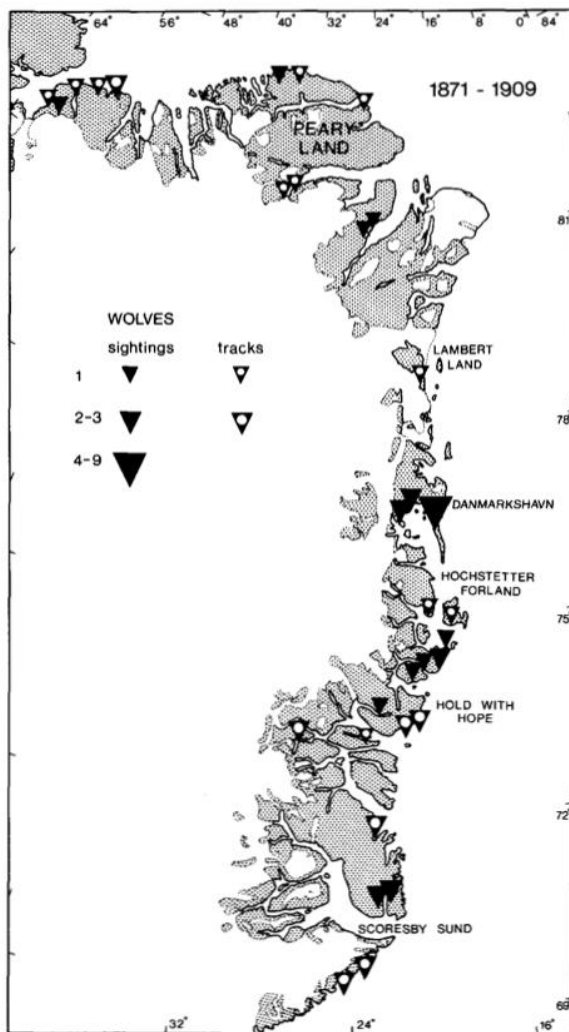 64° 56° 48° 40° 32° 24° 16° 8° 0° 84°
1871 - 1909
PEARY
LAND
81°
WOLVES
sightings tracks
1
2-3
4-9
LAMBERT
LAND
78°
DANMARKSHAVN
HOCHSTETTER
FORLAND
75°
HOLD WITH
HOPE
72°
SCORESBY SUND
69°
32° 24° 16°